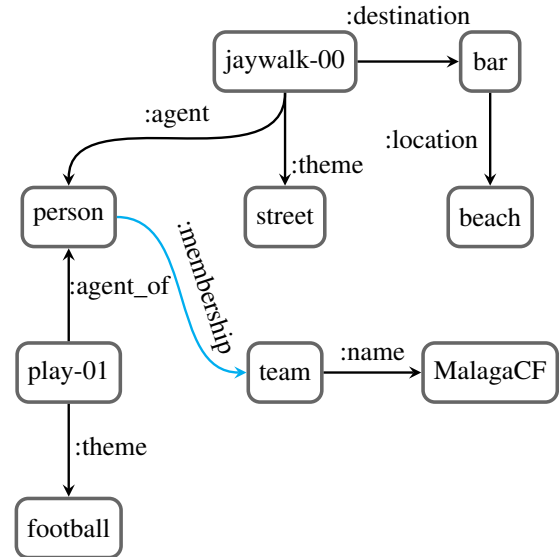 :destination
jaywalk-00
bar
:agent
:location
:theme
person
street
beach
:membership
:agent_of
:name
play-01
team
MalagaCF
:theme
football